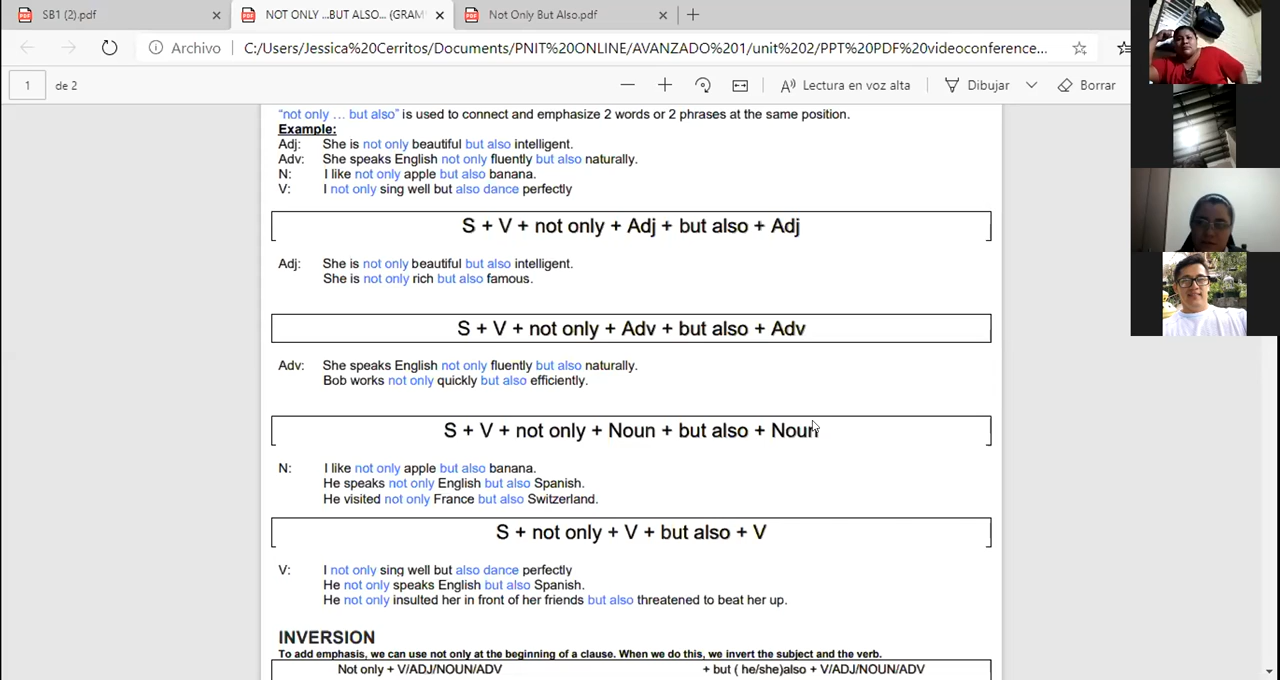 SB1 (2).pdf
NOT ONLY ...BUT ALSO... (GRAM
Not Only But Also.pdf
Archivo
C:/Users/Jessica%20Cerritos/Documents/PNIT%20ONLINE/AVANZADO%201/unit%202/PPT%20PDF%20videoconference...
1 de 2
Lectura en voz alta
Dibujar
Borrar
“not only … but also” is used to connect and emphasize 2 words or 2 phrases at the same position.
Example:
Adj: She is not only beautiful but also intelligent.
Adv: She speaks English not only fluently but also naturally.
N: I like not only apple but also banana.
V: I not only sing well but also dance perfectly
S + V + not only + Adj + but also + Adj
Adj: She is not only beautiful but also intelligent.
She is not only rich but also famous.
S + V + not only + Adv + but also + Adv
Adv: She speaks English not only fluently but also naturally.
Bob works not only quickly but also efficiently.
S + V + not only + Noun + but also + Noun
N: I like not only apple but also banana.
He speaks not only English but also Spanish.
He visited not only France but also Switzerland.
S + not only + V + but also + V
V: I not only sing well but also dance perfectly
He not only speaks English but also Spanish.
He not only insulted her in front of her friends but also threatened to beat her up.
INVERSION
To add emphasis, we can use not only at the beginning of a clause. When we do this, we invert the subject and the verb.
Not only + V/ADJ/NOUN/ADV + but ( he/she)also + V/ADJ/NOUN/ADV